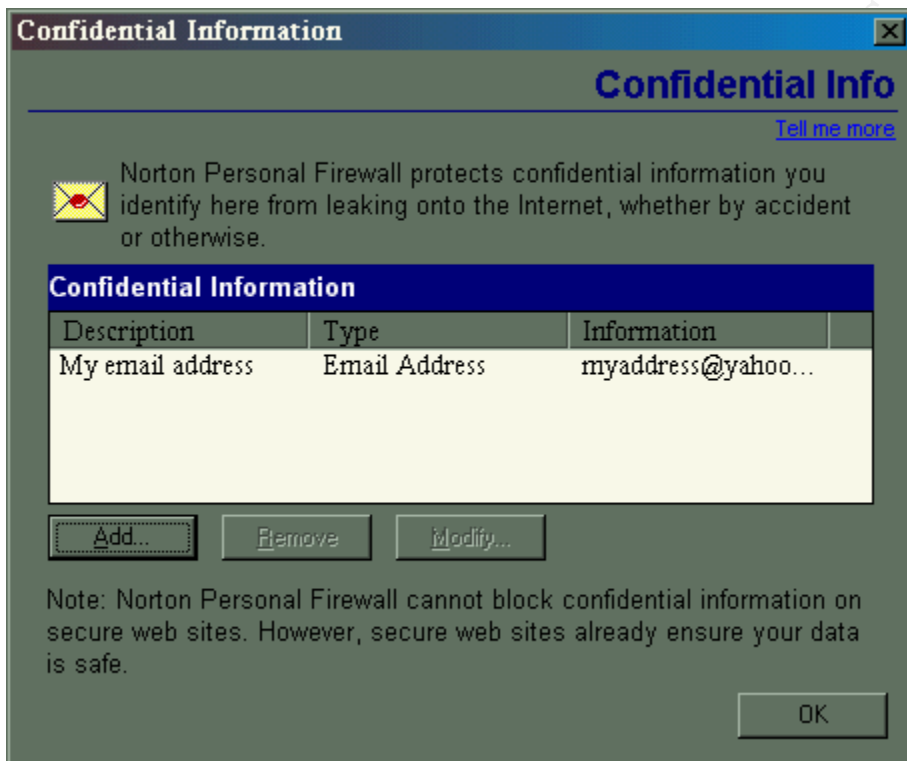 Confidential Information
Confidential Info
Tell me more
Norton Personal Firewall protects confidential information you
identify here from leaking onto the Internet, whether by accident
or otherwise.
Confidential Information
Description Type Information
My email address Email Address myaddress@yahoo...
Add... Remove Modify...
Note: Norton Personal Firewall cannot block confidential information on
secure web sites. However, secure web sites already ensure your data
is safe.
OK